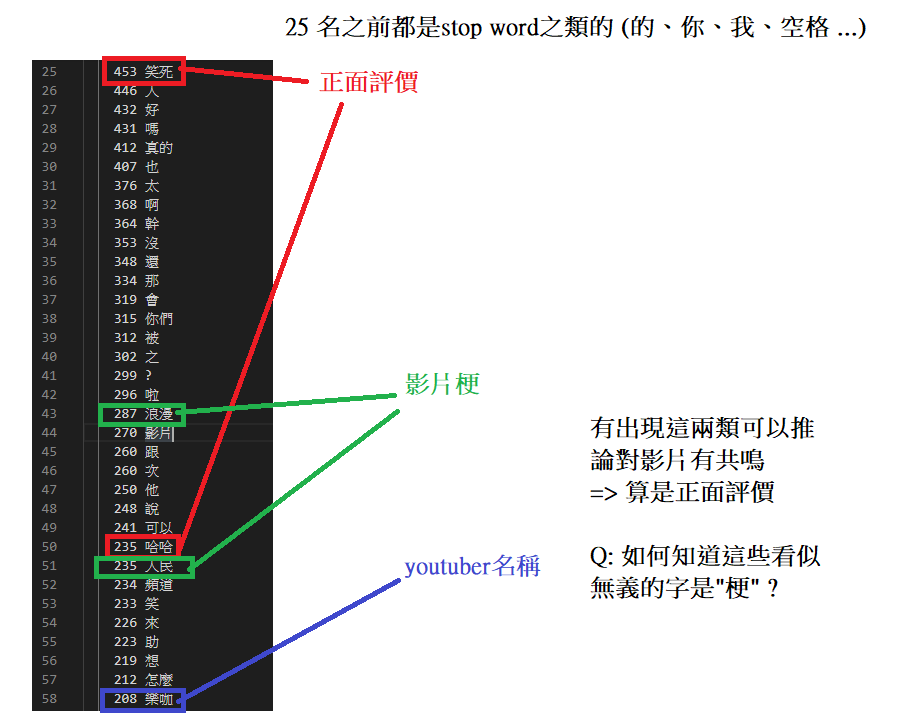 25 名之前都是stop word之類的 (的、你、我、空格 ...)
25 453 笑死
正面評價
26 446 人
27 432 好
28 431 嗎
29 412 真的
30 407 也
31 376 太
32 368 啊
33 364 幹
34 353 沒
35 348 還
36 334 那
37 319 會
38 315 你們
39 312 被
40 302 之
41 299 ?
42 296 啦
影片梗
43 287 浪漫
44 270 影片
45 260 跟
46 260 次
47 250 他
48 248 說
49 241 可以
50 235 哈哈
51 235 人民
52 234 頻道
53 233 笑
54 226 來
55 223 助
56 219 想
57 212 怎麼
58 208 樂咖
youtuber名稱
有出現這兩類可以推
論對影片有共鳴
=> 算是正面評價
Q: 如何知道這些看似
無義的字是"梗" ?